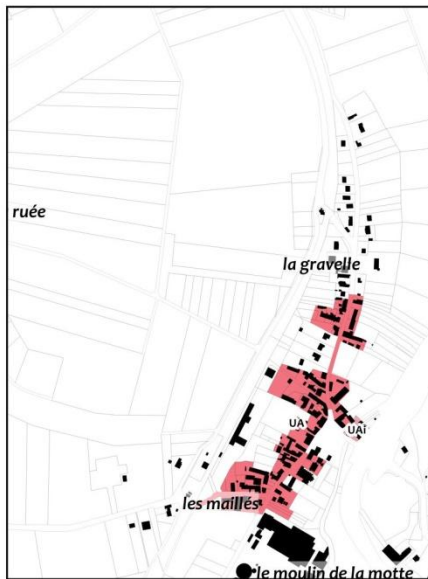 ruée
la gravelle
UA
UAi
les maillés
le moulin de la motte